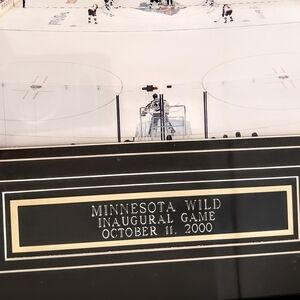 MINNESOTA WILD
INAUGURAL GAME
OCTOBER 11, 2000